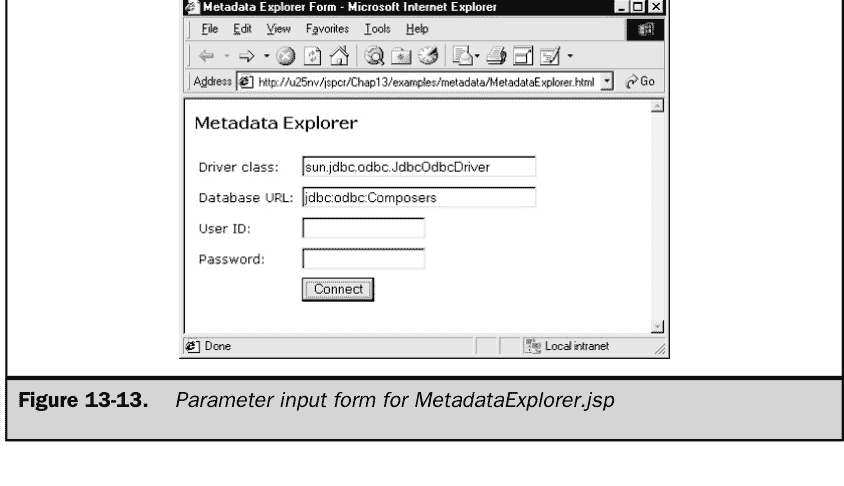 Metadata Explorer Form - Microsoft Internet Explorer
File Edit View Favorites Tools Help
Address http://u25nv/jspcr/Chap13/examples/metadata/MetadataExplorer.html Go
Metadata Explorer
Driver class: sun.jdbc.odbc.JdbcOdbcDriver
Database URL: jdbc:odbc:Composers
User ID:
Password:
Connect
Done Local intranet
Figure 13-13. Parameter input form for MetadataExplorer.jsp